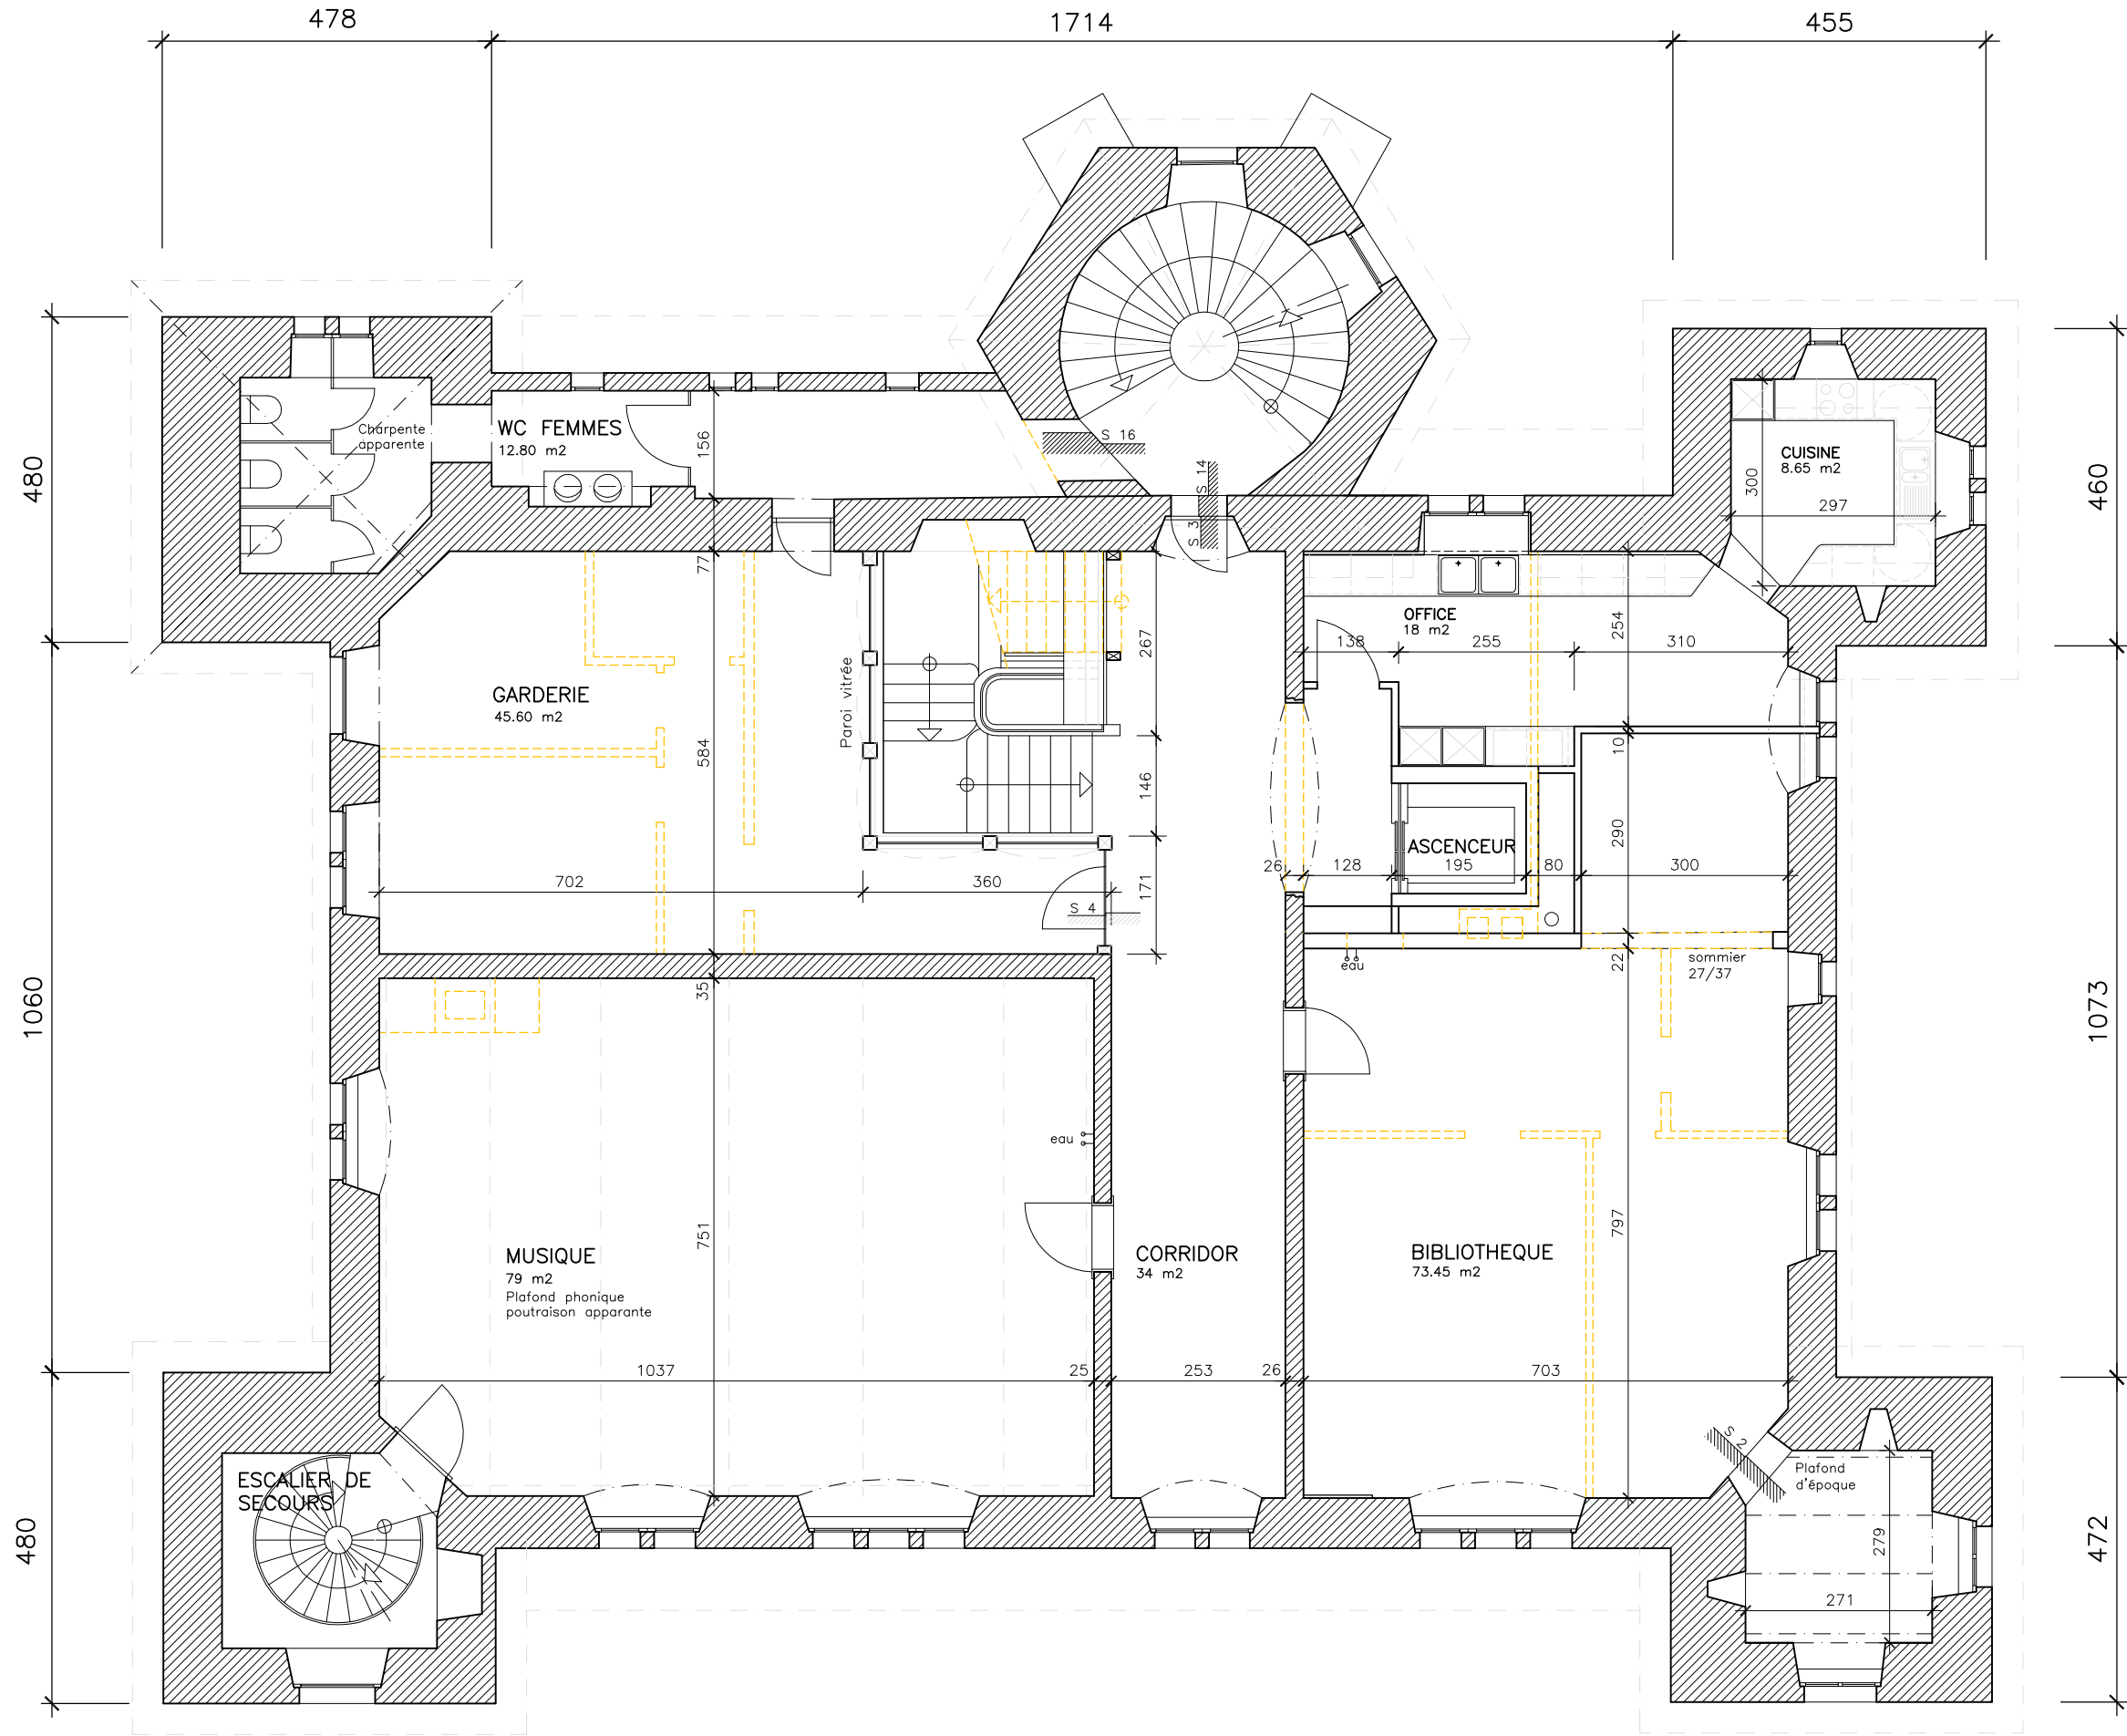 478
1714
455
480
1060
480
460
1073
472
WC FEMMES
12.80 m2
Charpente
apparente
156
77
S 16
S 14
S 3
CUISINE
8.65 m2
300
297
OFFICE
18 m2
138
255
310
254
10
GARDERIE
45.60 m2
Paroi vitrée
584
267
146
171
702
360
S 4
35
ASCENCEUR
26
128
195
80
300
290
22
eau
sommier
27/37
eau
MUSIQUE
79 m2
Plafond phonique
poutraison apparante
751
1037
25
CORRIDOR
34 m2
253
26
BIBLIOTHEQUE
73.45 m2
797
703
ESCALIER DE
SECOURS
S 2
Plafond
d'époque
279
271